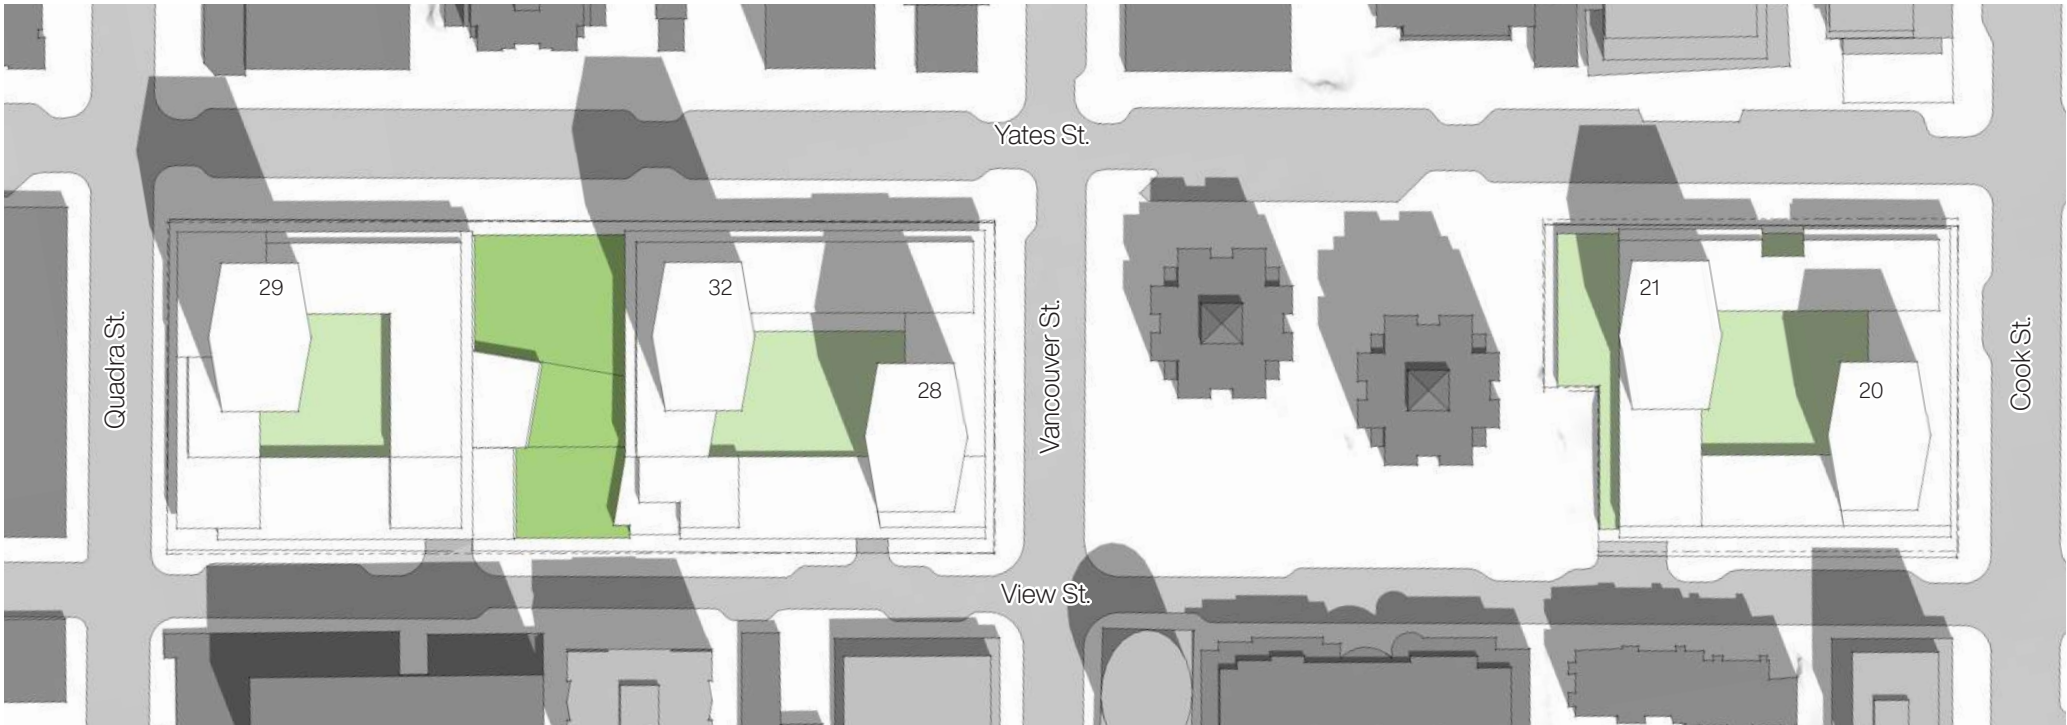 Yates St.
29
32
21
28
20
Quadra St.
Vancouver St.
Cook St.
View St.